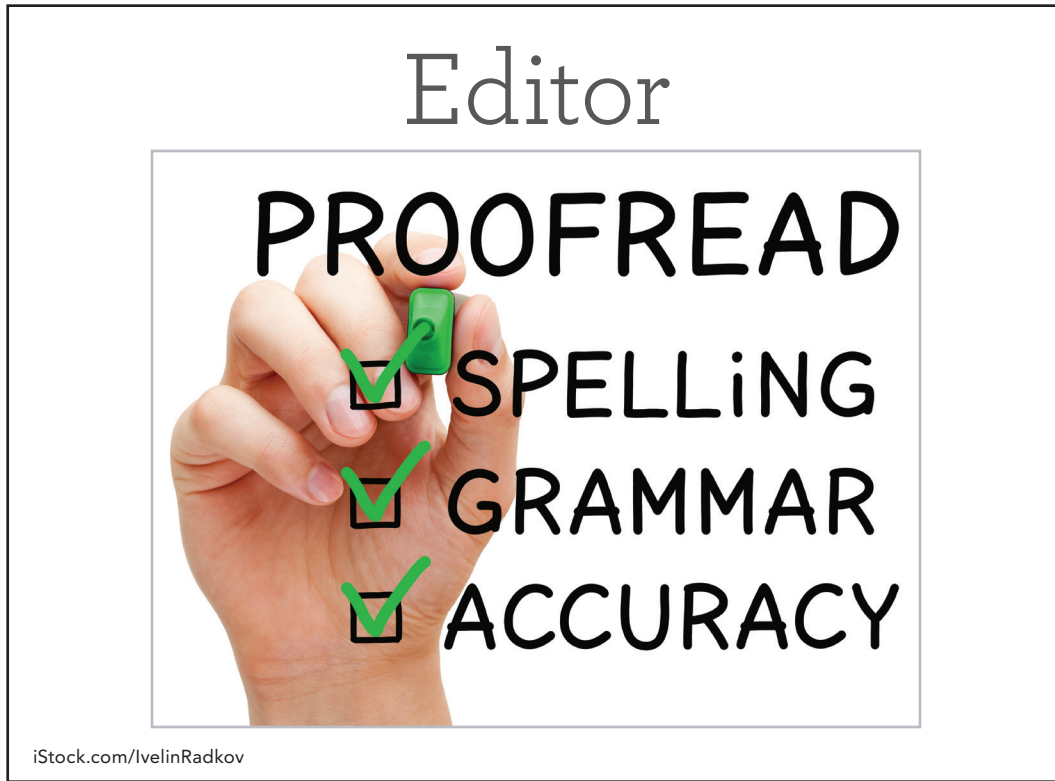 Editor
PROOFREAD
SPELLiNG
GRAMMAR
ACCURACY
iStock.com/IvelinRadkov